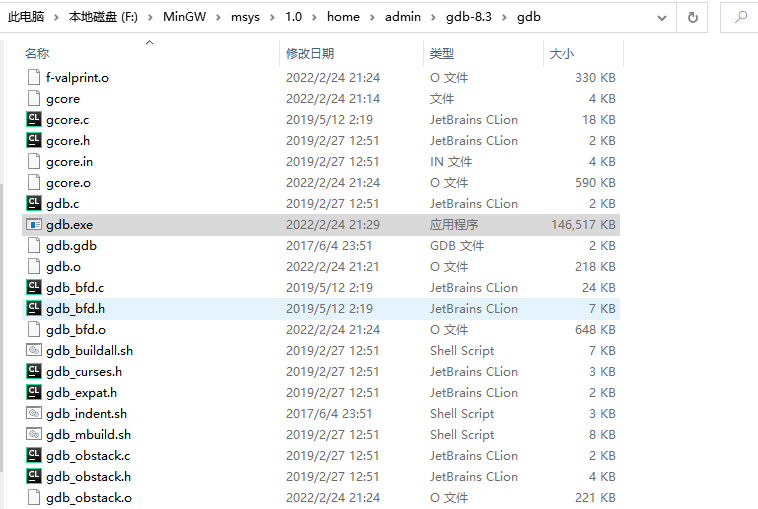 此电脑 > 本地磁盘 (F:) > MinGW > msys > 1.0 > home > admin > gdb-8.3 > gdb
名称 修改日期 类型 大小
f-valprint.o 2022/2/24 21:24 O 文件 330 KB
gcore 2022/2/24 21:14 文件 4 KB
gcore.c 2019/5/12 2:19 JetBrains CLion 18 KB
gcore.h 2019/2/27 12:51 JetBrains CLion 2 KB
gcore.in 2019/2/27 12:51 IN 文件 4 KB
gcore.o 2022/2/24 21:24 O 文件 590 KB
gdb.c 2019/2/27 12:51 JetBrains CLion 2 KB
gdb.exe 2022/2/24 21:29 应用程序 146,517 KB
gdb.gdb 2017/6/4 23:51 GDB 文件 2 KB
gdb.o 2022/2/24 21:21 O 文件 218 KB
gdb_bfd.c 2019/5/12 2:19 JetBrains CLion 24 KB
gdb_bfd.h 2019/5/12 2:19 JetBrains CLion 7 KB
gdb_bfd.o 2022/2/24 21:24 O 文件 648 KB
gdb_buildall.sh 2019/2/27 12:51 Shell Script 7 KB
gdb_curses.h 2019/2/27 12:51 JetBrains CLion 3 KB
gdb_expat.h 2019/2/27 12:51 JetBrains CLion 2 KB
gdb_indent.sh 2017/6/4 23:51 Shell Script 3 KB
gdb_mbuild.sh 2019/2/27 12:51 Shell Script 8 KB
gdb_obstack.c 2019/2/27 12:51 JetBrains CLion 2 KB
gdb_obstack.h 2019/2/27 12:51 JetBrains CLion 4 KB
gdb_obstack.o 2022/2/24 21:24 O 文件 221 KB